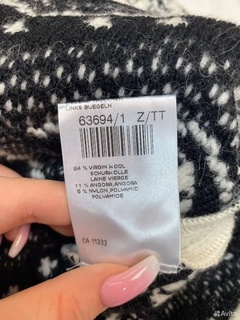 LINKS BUEGELN
63694/1 Z/TT
84 % VIRGIN WOOL
SCHURWOLLE
LAINE VIERGE
11 % ANGORA,ANGORA
5 % NYLON,POLYAMID
POLYAMIDE
CA 11333
Avito